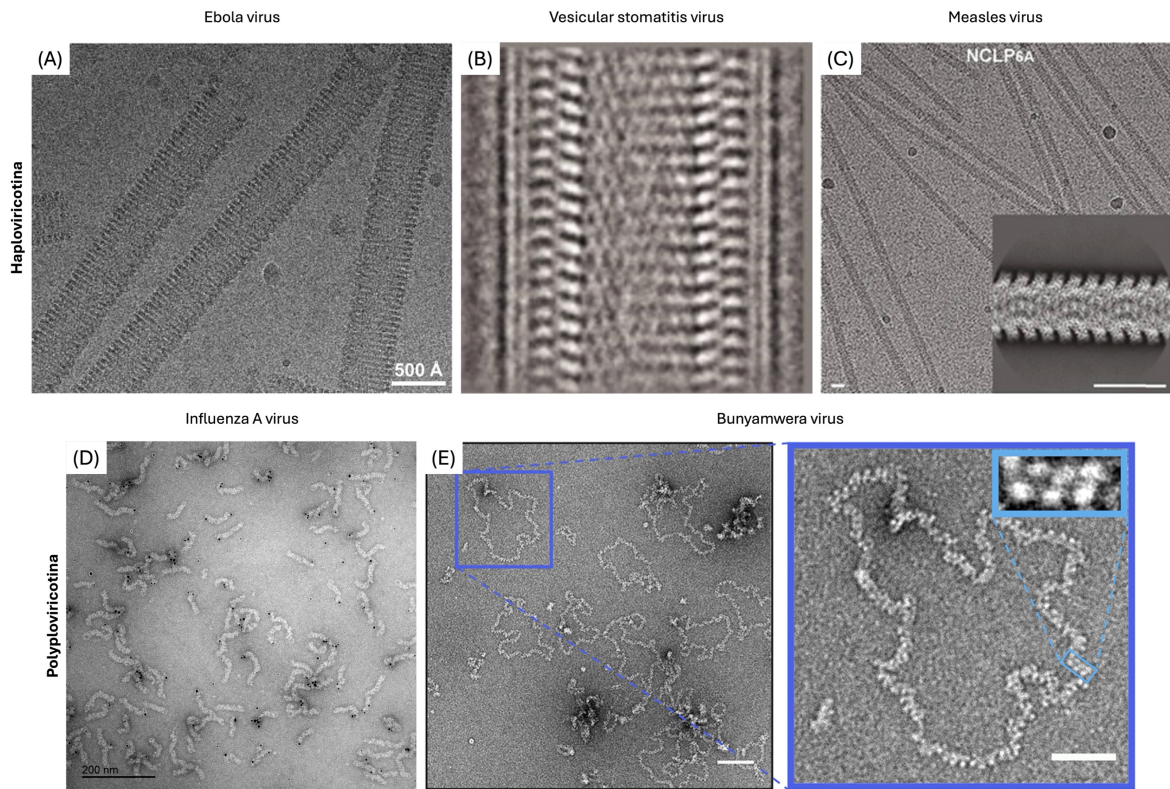 Ebola virus
Vesicular stomatitis virus
Measles virus
Haploviricotina
(A)
500 Å
(B)
(C)
NCLP6A
Influenza A virus
Bunyamwera virus
Polyploviricotina
(D)
200 nm
(E)